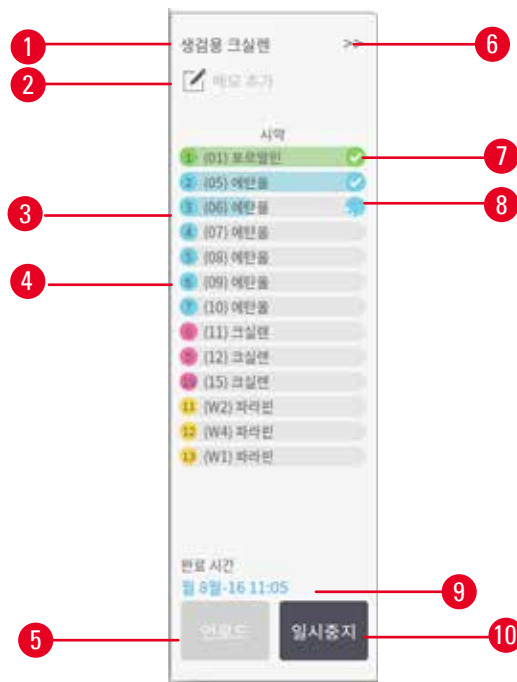 1 생검용 크실렌 >> 6
2 메모 추가
시약
1 (01) 포르말린 7
2 (05) 에탄올
3 3 (06) 에탄올 8
4 (07) 에탄올
5 (08) 에탄올
4 6 (09) 에탄올
7 (10) 에탄올
8 (11) 크실렌
9 (12) 크실렌
10 (15) 크실렌
11 (W2) 파라핀
12 (W4) 파라핀
13 (W1) 파라핀
완료 시간
월 8월-16 11:05 9
5 언로드 일시중지 10